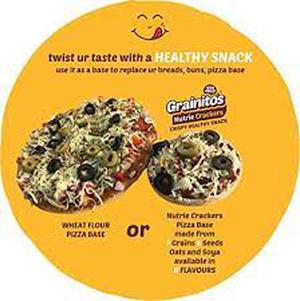 twist ur taste with a HEALTHY SNACK
use it as a base to replace ur breads, buns, pizza base
Grainitos
Nutrie Crackers
CRISPY HEALTHY SNACK
WHEAT FLOUR
PIZZA BASE
or
Nutrie Crackers
Pizza Base
made from
Grains Seeds
Oats and Soya
available in
FLAVOURS